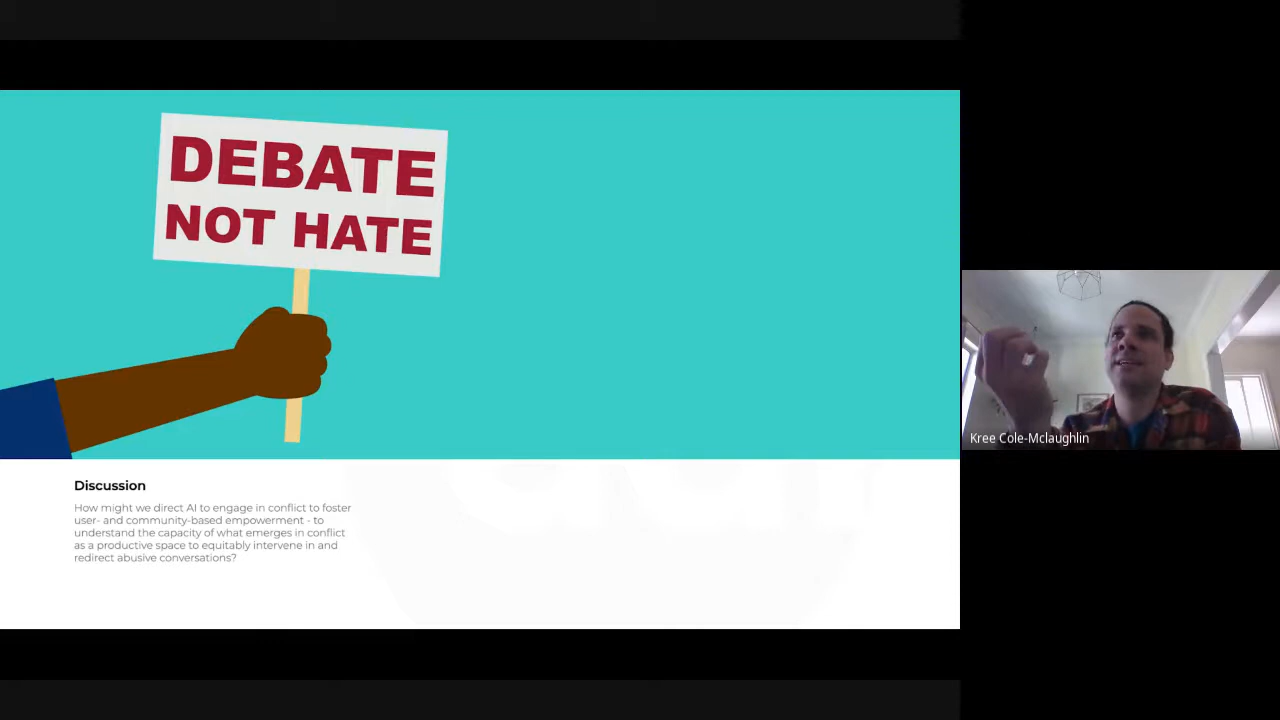 DEBATE
NOT HATE
Discussion
How might we direct AI to engage in conflict to foster
user- and community-based empowerment - to
understand the capacity of what emerges in conflict
as a productive space to equitably intervene in and
redirect abusive conversations?
Kree Cole-Mclaughlin